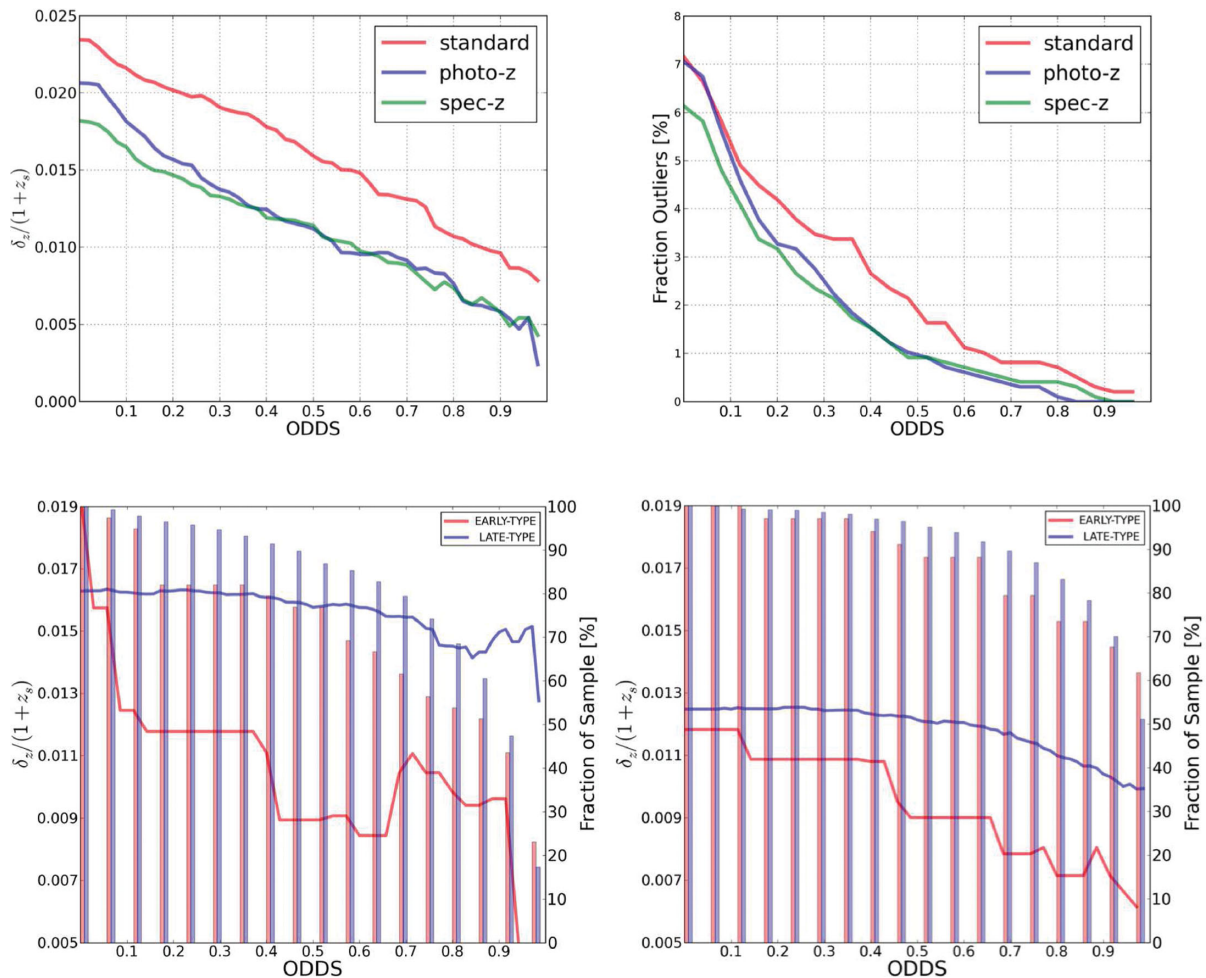 0.025
0.020
0.015
0.010
0.005
0.000
δz/(1+zs)
standard
photo-z
spec-z
0.1 0.2 0.3 0.4 0.5 0.6 0.7 0.8 0.9
ODDS
8
7
6
5
4
3
2
1
0
Fraction Outliers [%]
standard
photo-z
spec-z
0.1 0.2 0.3 0.4 0.5 0.6 0.7 0.8 0.9
ODDS
0.019
0.017
0.015
0.013
0.011
0.009
0.007
0.005
δz/(1+zs)
EARLY-TYPE
LATE-TYPE
100
90
80
70
60
50
40
30
20
10
0
Fraction of Sample [%]
0.1 0.2 0.3 0.4 0.5 0.6 0.7 0.8 0.9
ODDS
0.019
0.017
0.015
0.013
0.011
0.009
0.007
0.005
δz/(1+zs)
EARLY-TYPE
LATE-TYPE
100
90
80
70
60
50
40
30
20
10
0
Fraction of Sample [%]
0.1 0.2 0.3 0.4 0.5 0.6 0.7 0.8 0.9
ODDS